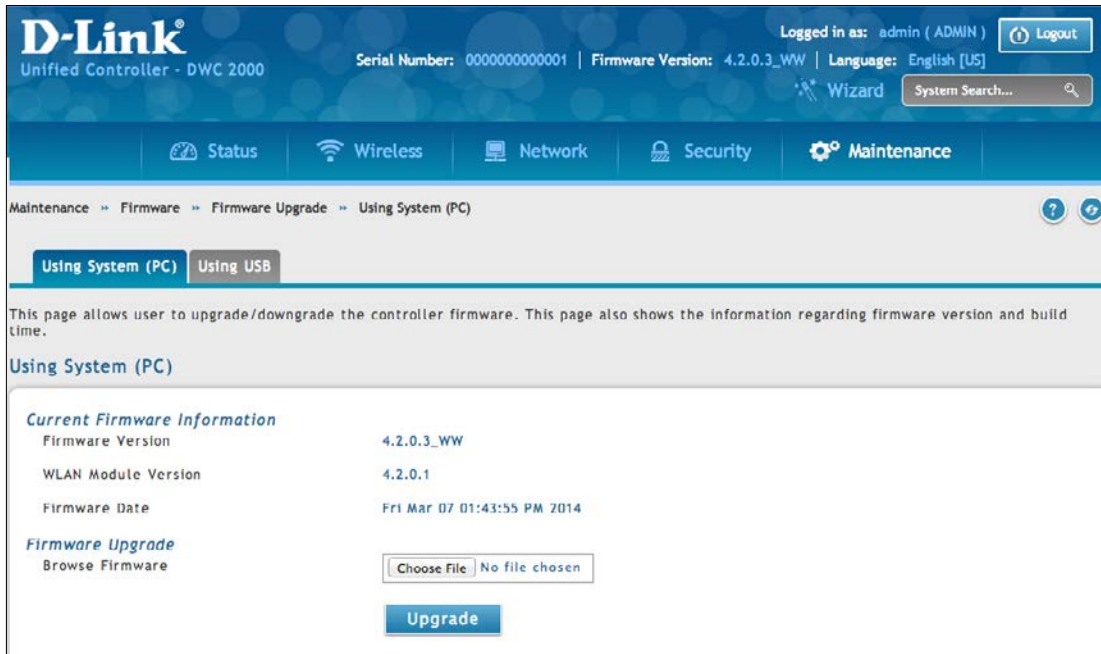 D-Link®
Unified Controller - DWC 2000
Logged in as: admin ( ADMIN )
Logout
Serial Number: 0000000000001 | Firmware Version: 4.2.0.3_WW | Language: English [US]
Wizard
System Search...
Status
Wireless
Network
Security
Maintenance
Maintenance » Firmware » Firmware Upgrade » Using System (PC)
?
Using System (PC)
Using USB
This page allows user to upgrade/downgrade the controller firmware. This page also shows the information regarding firmware version and build
time.
Using System (PC)
Current Firmware Information
Firmware Version 4.2.0.3_WW
WLAN Module Version 4.2.0.1
Firmware Date Fri Mar 07 01:43:55 PM 2014
Firmware Upgrade
Browse Firmware Choose File No file chosen
Upgrade